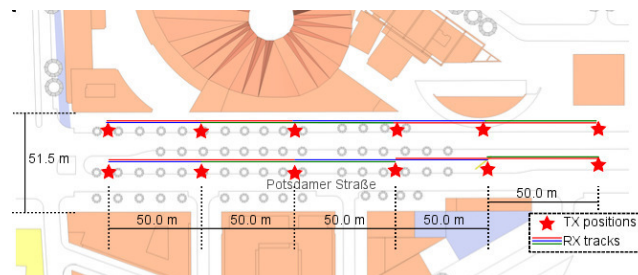 51.5 m
Potsdamer Straße
50.0 m
50.0 m 50.0 m 50.0 m 50.0 m
TX positions
RX tracks